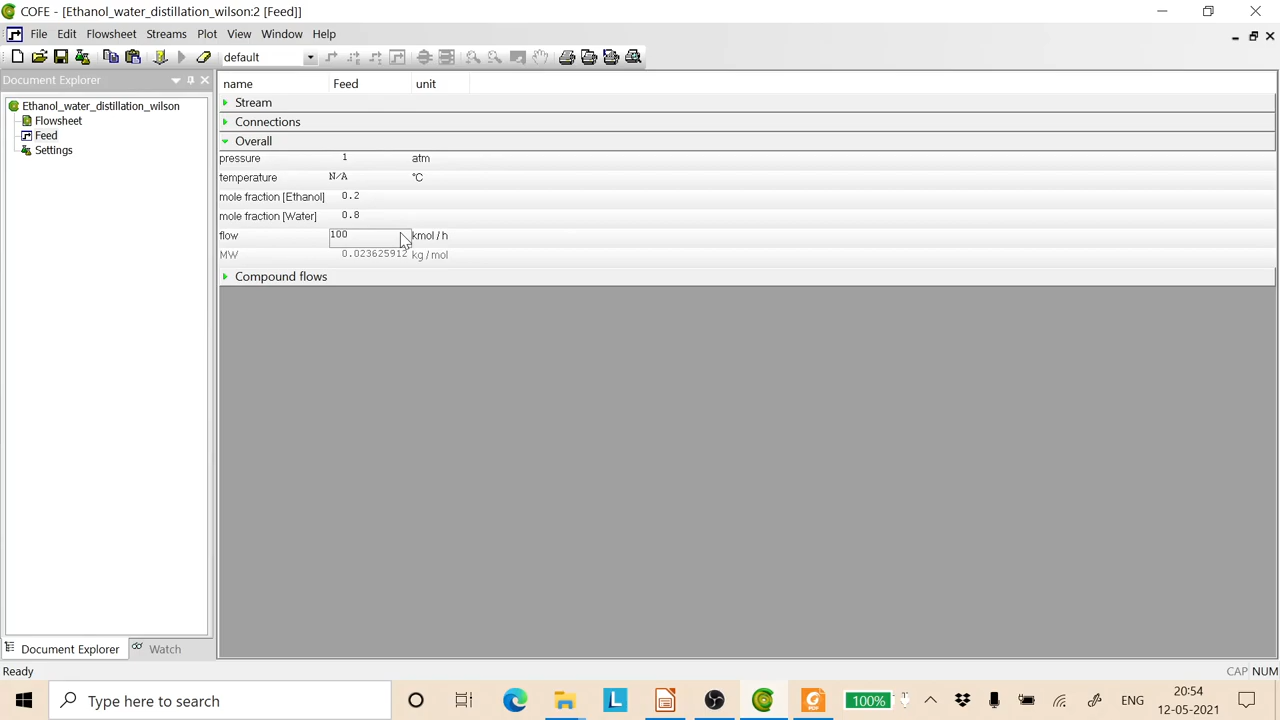 COFE - [Ethanol_water_distillation_wilson:2 [Feed]]
File Edit Flowsheet Streams Plot View Window Help
default
Document Explorer
name Feed unit
Stream
Ethanol_water_distillation_wilson
Flowsheet
Feed
Settings
Connections
Overall
pressure 1 atm
temperature N/A °C
mole fraction [Ethanol] 0.2
mole fraction [Water] 0.8
flow 100 kmol / h
MW 0.023625912 kg / mol
Compound flows
Document Explorer Watch
Ready
CAP NUM
Type here to search
L
PDF
100%
ENG
20:54
12-05-2021